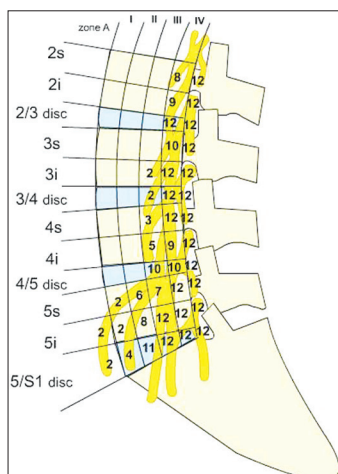 zone A I II III IV
2s 8 12
2i 9 12
2/3 disc 12 12
3s 10 12
3i 2 12 12
3/4 disc 2 12 12
4s 3 12 12
4i 5 9 12
4/5 disc 10 10 12
5s 2 6 7 12 12
5i 2 2 8 12 12 12
5/S1 disc 2 4 11 12 12 12